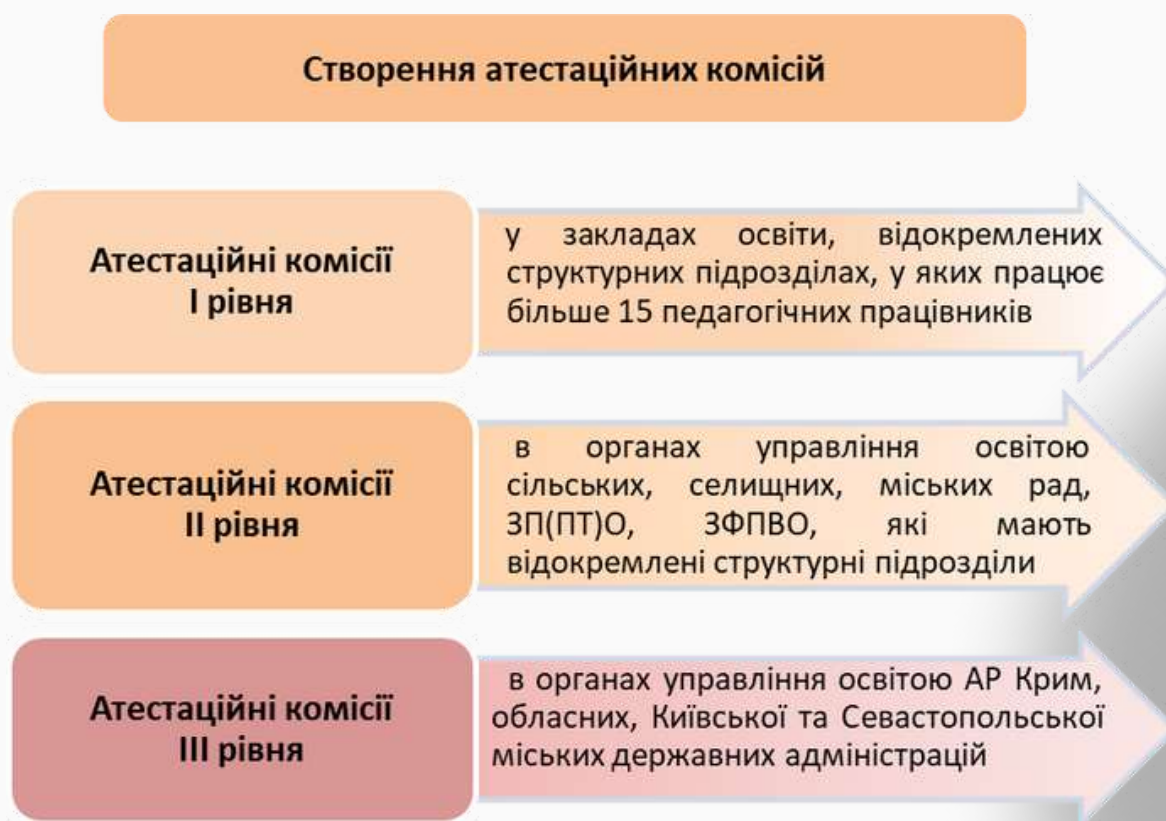 Створення атестаційних комісій
Атестаційні комісії
І рівня
у закладах освіти, відокремлених
структурних підрозділах, у яких працює
більше 15 педагогічних працівників
Атестаційні комісії
ІІ рівня
в органах управління освітою
сільських, селищних, міських рад,
ЗП(ПТ)О, ЗФПВО, які мають
відокремлені структурні підрозділи
Атестаційні комісії
ІІІ рівня
в органах управління освітою АР Крим,
обласних, Київської та Севастопольської
міських державних адміністрацій